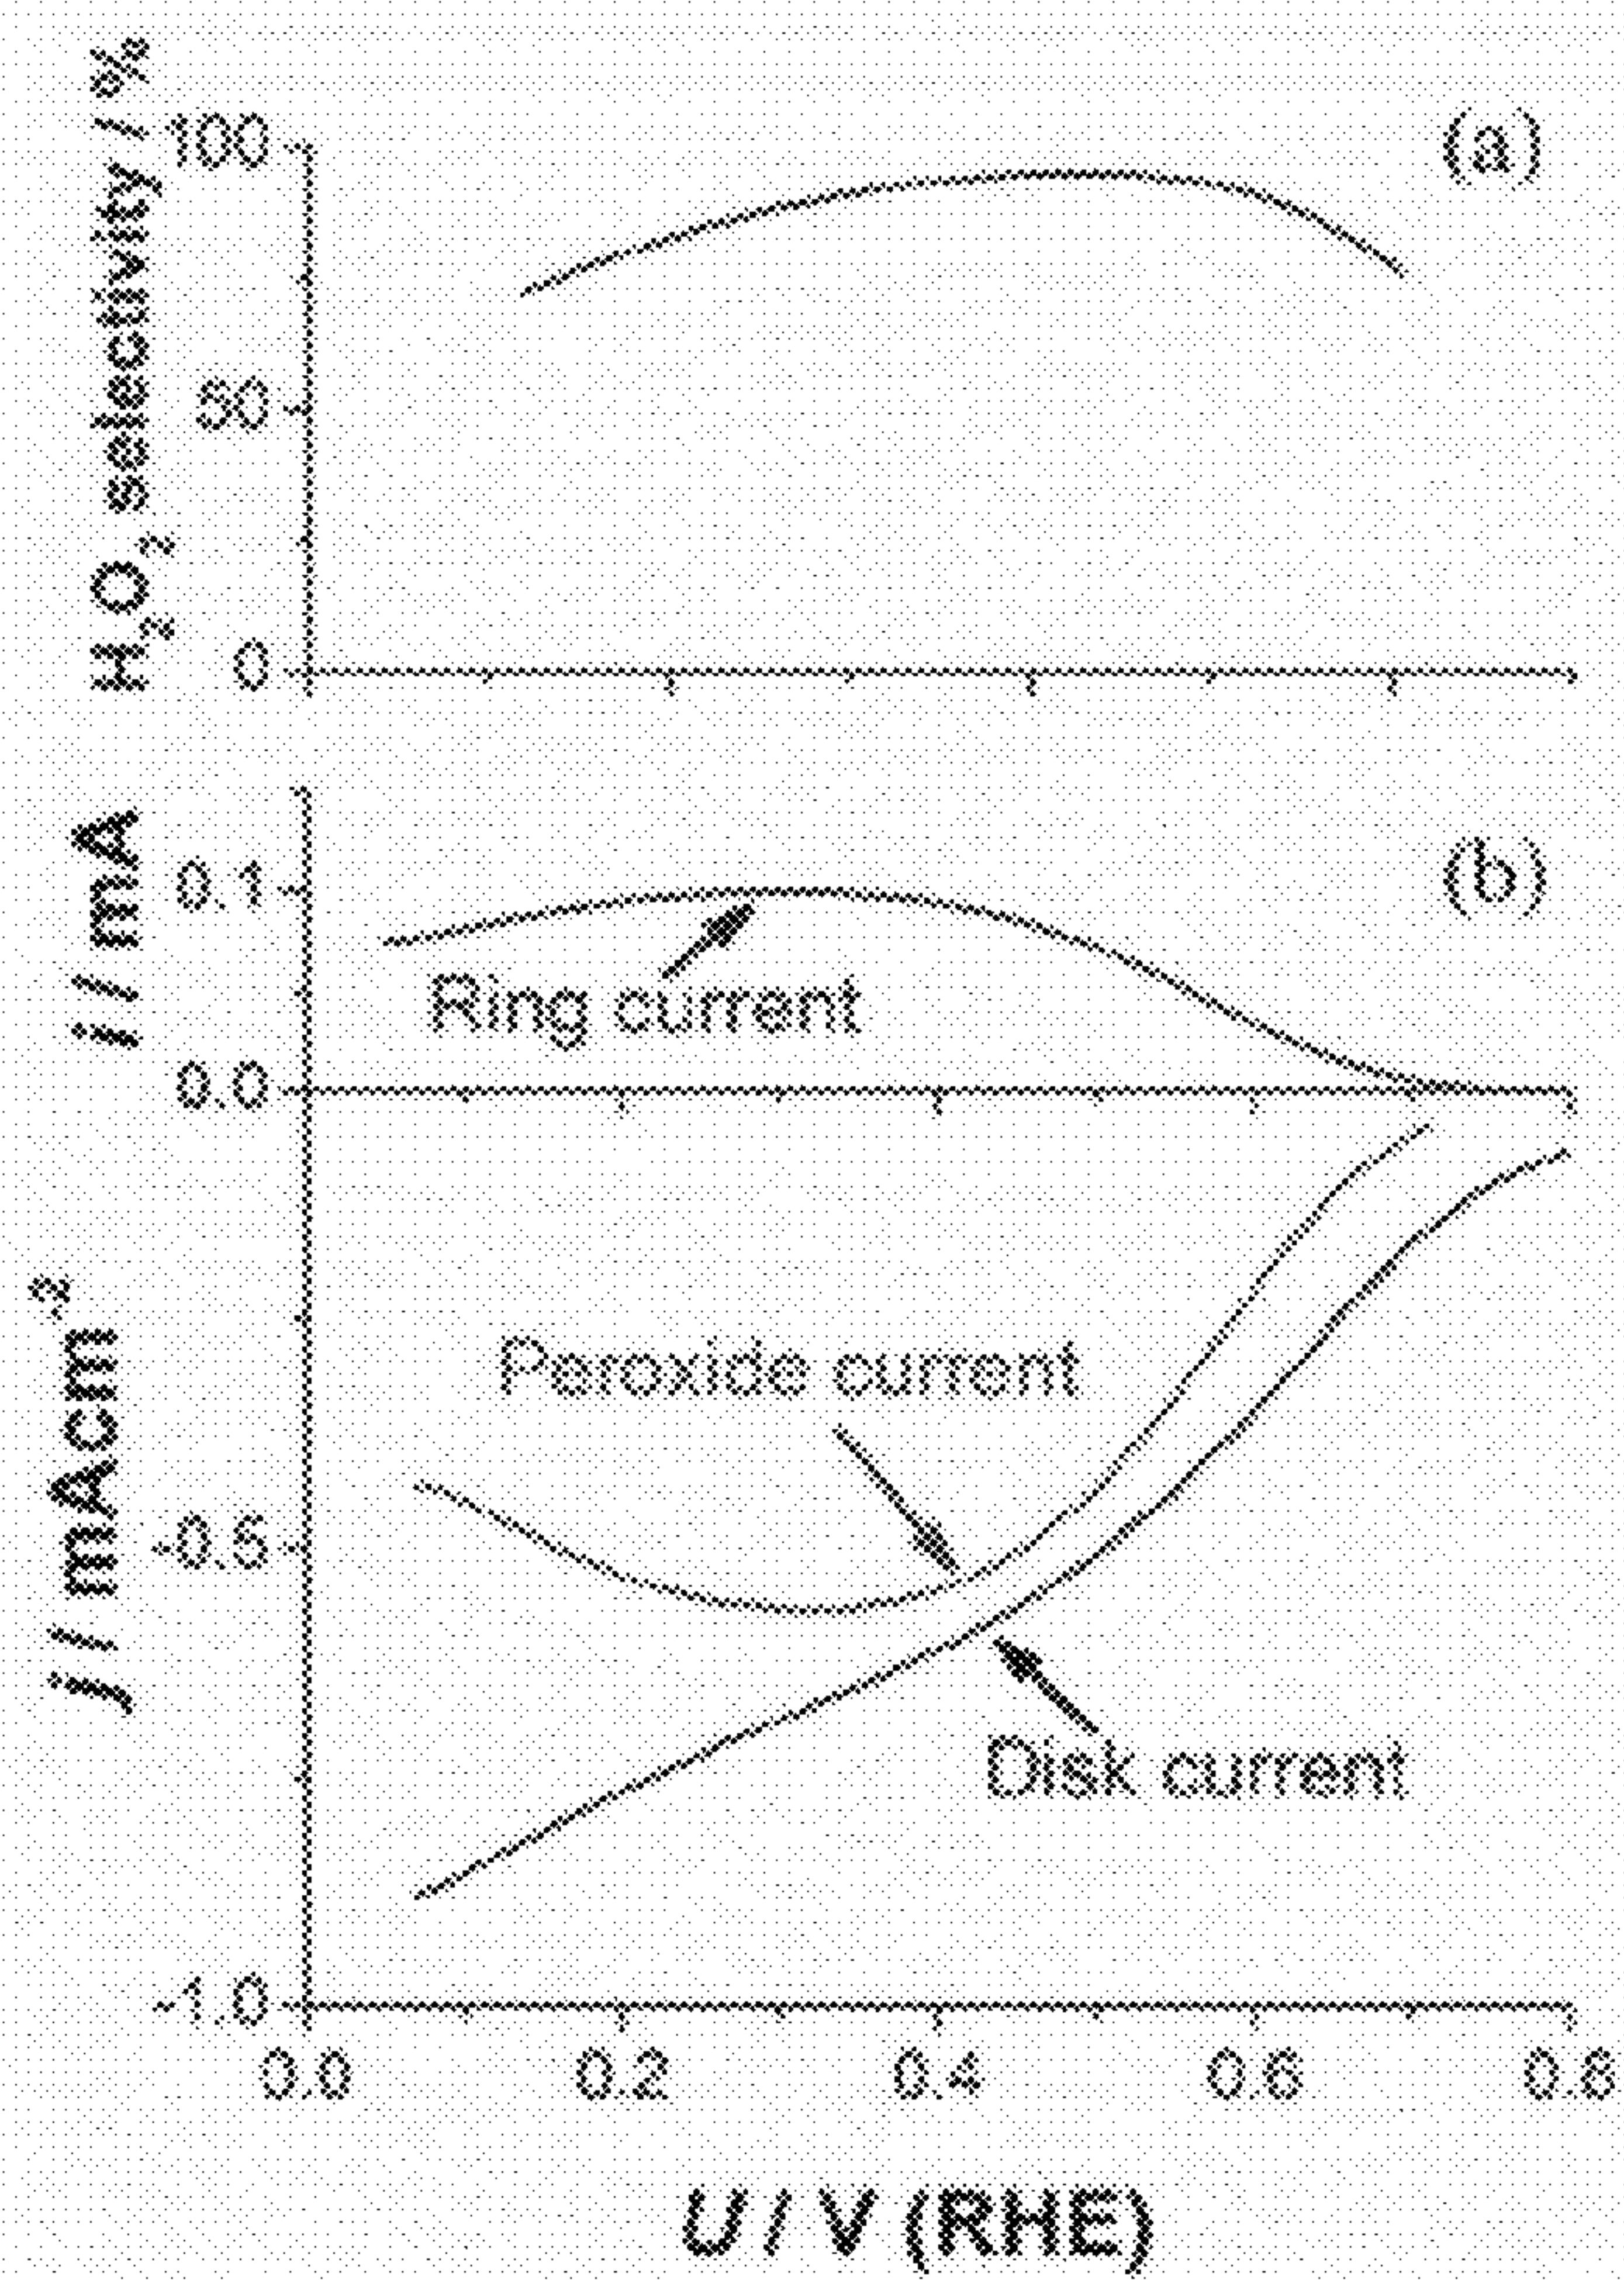 H2O2 selectivity / %
100
50
0
(a)
i / mA
0.1
0.0
(b)
Ring current
j / mAcm-2
-0.5
-1.0
Peroxide current
Disk current
0.0 0.2 0.4 0.6 0.8
U / V (RHE)